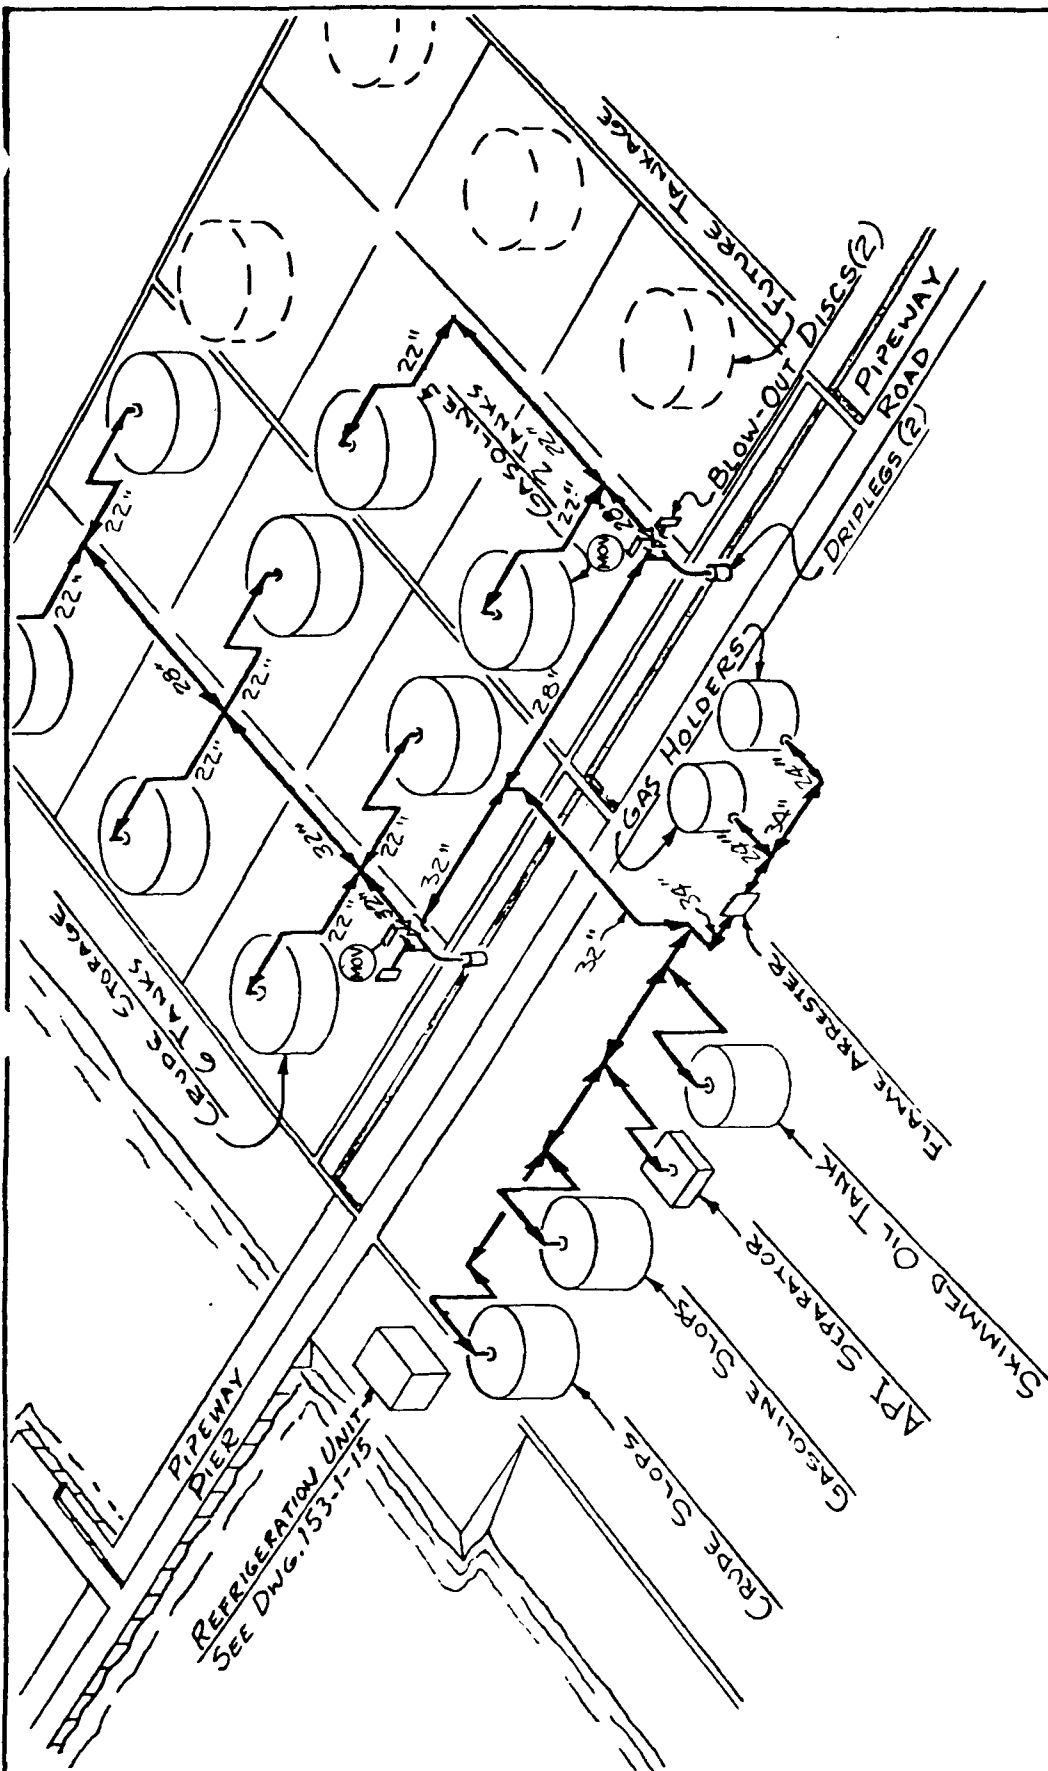 FUTURE TANKAGE
BLOW-OUT DISCS(2)
PIPEWAY
ROAD
DRIPLEGS(2)
GASOLINE
2 TANKS
22"
22"
22"
28"
MOV
28"
22"
22"
28"
22"
22"
32"
22"
22"
32"
32"
MOV
CRUDE STORAGE
6 TANKS
GAS HOLDERS
24"
34"
24"
34"
32"
FLAME ARRESTER
SKIMMED OIL TANK
API SEPARATOR
GASOLINE SLOPS
CRUDE SLOPS
PIPEWAY
PIER
REFRIGERATION UNIT
SEE DWG.153-1-15